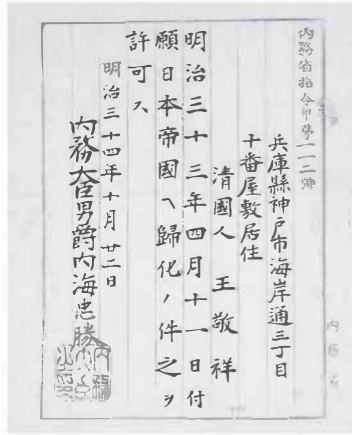 内務省指令甲第一一二號
兵庫縣神戸市海岸通三丁目
十番屋敷居住
清國人 王敬祥
明治三十三年四月十一日付
願日本帝國ヘ歸化ノ件之ヲ
許可ス
明治三十四年十月廿二日
内務大臣男爵内海忠勝